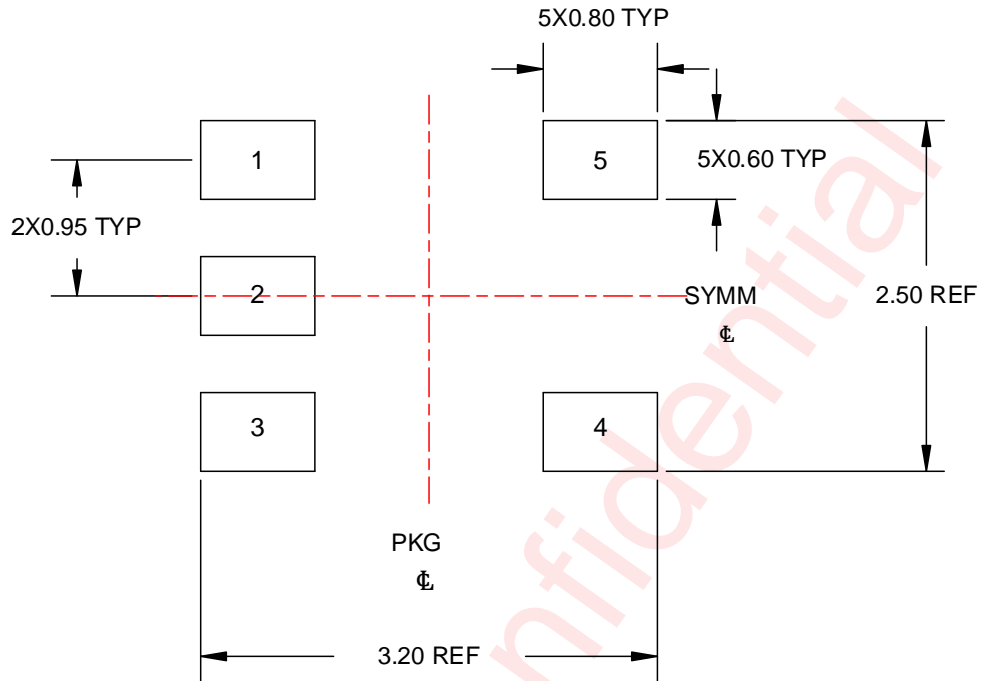 5X0.80 TYP
1
5
5X0.60 TYP
2X0.95 TYP
2
SYMM
℄
2.50 REF
3
4
PKG
℄
3.20 REF
nfidential